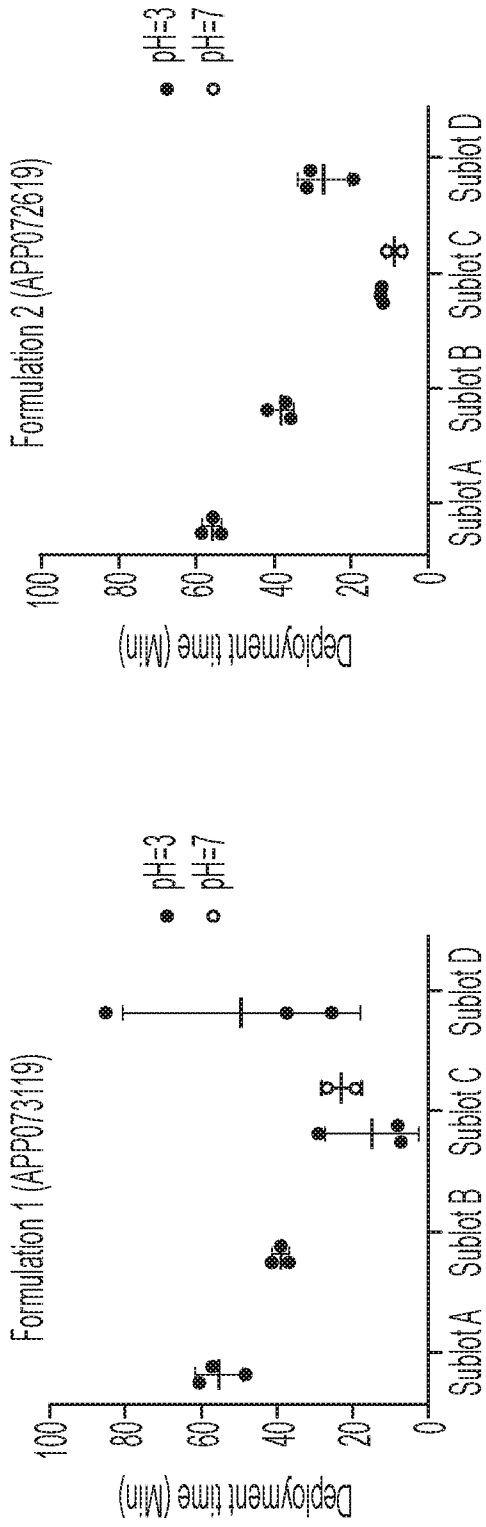 Formulation 1 (APP073119)
pH=3
pH=7
Deployment time (Min)
100
80
60
40
20
0
Sublot A
Sublot B
Sublot C
Sublot D
Formulation 2 (APP072619)
pH=3
pH=7
Deployment time (Min)
100
80
60
40
20
0
Sublot A
Sublot B
Sublot C
Sublot D